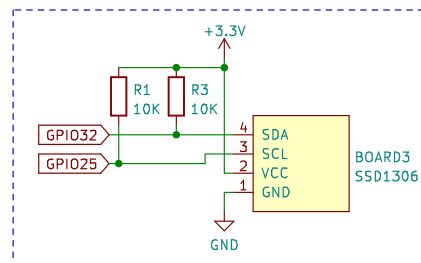 +3.3V
R1
10K
R3
10K
GPIO32
GPIO25
4 SDA
3 SCL
2 VCC
1 GND
BOARD3
SSD1306
GND